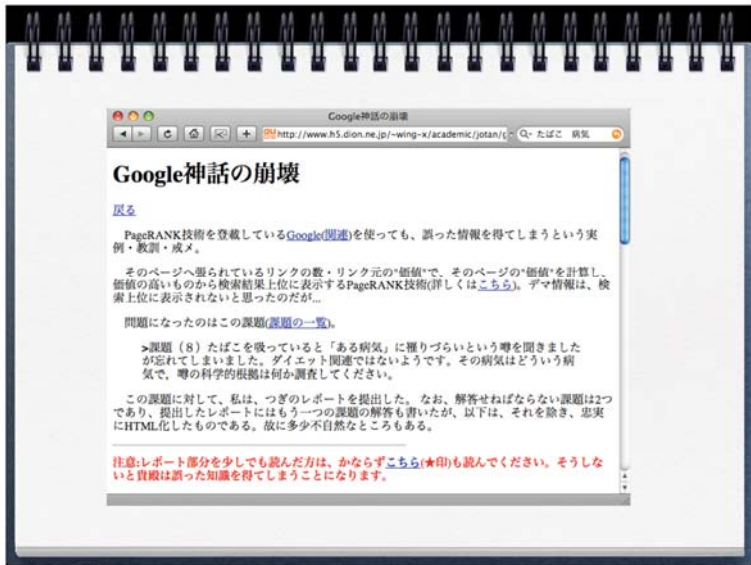 Google神話の崩壊
http://www.h5.dion.ne.jp/~wing-x/academic/jotan/g
たばこ 病気
Google神話の崩壊
戻る
PageRANK技術を登載しているGoogle(関連)を使っても、誤った情報を得てしまうという実
例・教訓・戒メ。
そのページへ張られているリンクの数・リンク元の"価値"で、そのページの"価値"を計算し、
価値の高いものから検索結果上位に表示するPageRANK技術(詳しくはこちら)。デマ情報は、検
索上位に表示されないと思ったのだが...
問題になったのはこの課題(課題の一覧)。
>課題（8）たばこを吸っていると「ある病気」に罹りづらいという噂を聞きました
が忘れてしまいました。ダイエット関連ではないようです。その病気はどういう病
気で、噂の科学的根拠は何か調査してください。
この課題に対して、私は、つぎのレポートを提出した。なお、解答せねばならない課題は2つ
であり、提出したレポートにはもう一つの課題の解答も書いたが、以下は、それを除き、忠実
にHTML化したものである。故に多少不自然なところもある。
注意:レポート部分を少しでも読んだ方は、かならずこちら(★印)も読んでください。そうしな
いと貴殿は誤った知識を得てしまうことになります。